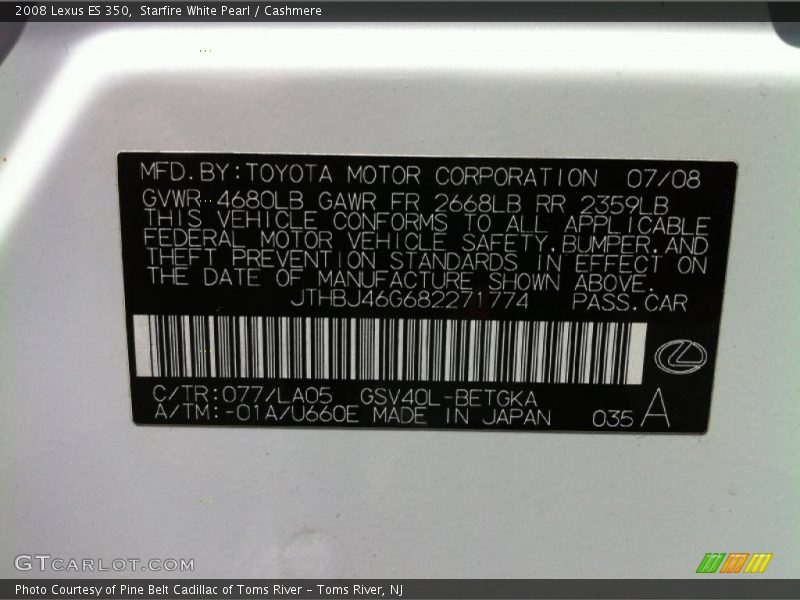 2008 Lexus ES 350, Starfire White Pearl / Cashmere
MFD.BY:TOYOTA MOTOR CORPORATION 07/08
GVWR 4680LB GAWR FR 2668LB RR 2359LB
THIS VEHICLE CONFORMS TO ALL APPLICABLE
FEDERAL MOTOR VEHICLE SAFETY,BUMPER,AND
THEFT PREVENTION STANDARDS IN EFFECT ON
THE DATE OF MANUFACTURE SHOWN ABOVE.
JTHBJ46G682271774 PASS.CAR
C/TR:077/LA05 GSV40L-BETGKA
A/TM:-01A/U660E MADE IN JAPAN 035 A
GTCARLOT.COM
Photo Courtesy of Pine Belt Cadillac of Toms River - Toms River, NJ